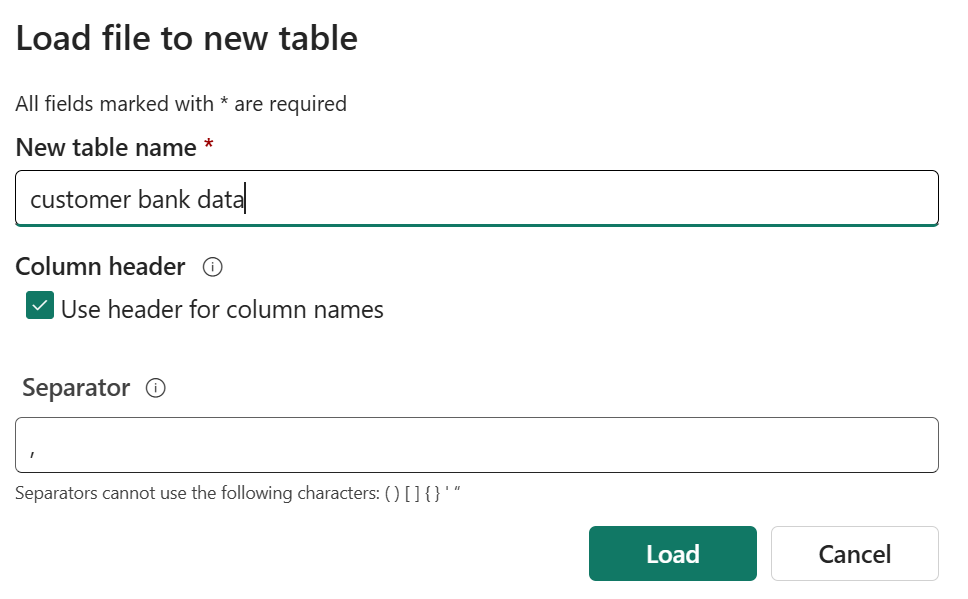 Load file to new table
All fields marked with * are required
New table name *
customer bank data
Column header
Use header for column names
Separator
,
Separators cannot use the following characters: ( ) [ ] { } ' “
Load Cancel